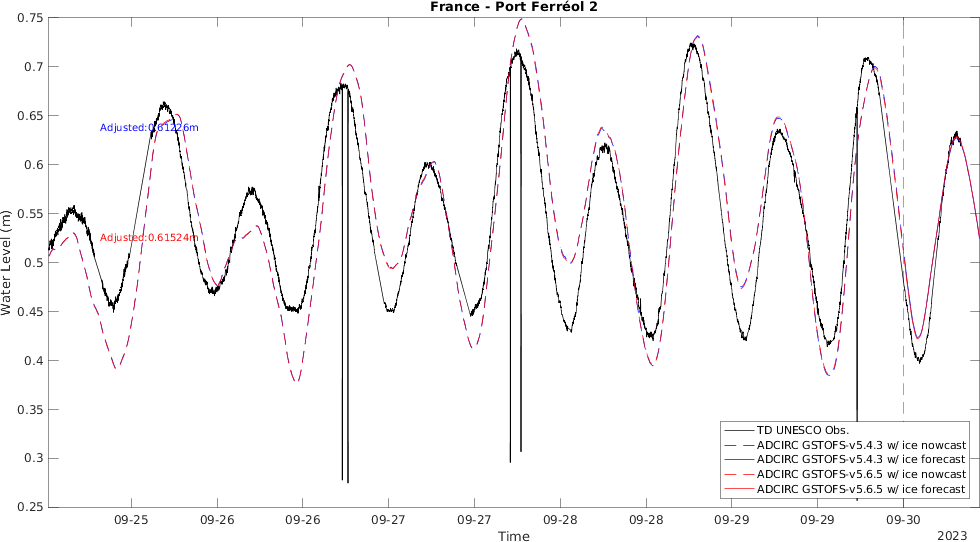 France - Port Ferréol 2
0.75
0.7
0.65
0.6
0.55
0.5
0.45
0.4
0.35
0.3
0.25
Water Level (m)
Adjusted:0.61226m
Adjusted:0.61524m
TD UNESCO Obs.
ADCIRC GSTOFS-v5.4.3 w/ ice nowcast
ADCIRC GSTOFS-v5.4.3 w/ ice forecast
ADCIRC GSTOFS-v5.6.5 w/ ice nowcast
ADCIRC GSTOFS-v5.6.5 w/ ice forecast
09-25 09-26 09-26 09-27 09-27 09-28 09-28 09-29 09-29 09-30
Time
2023